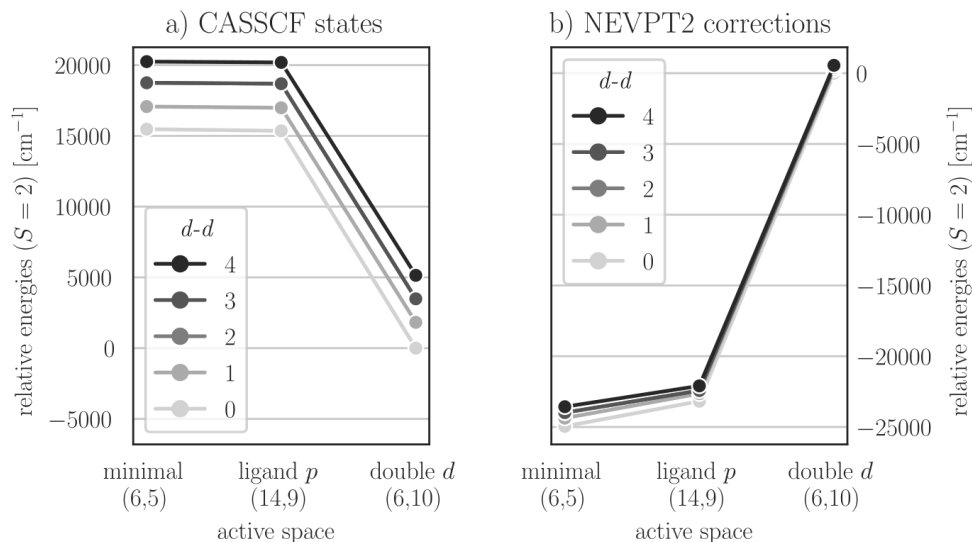 a) CASSCF states
relative energies (S = 2) [cm⁻¹]
20000
15000
10000
5000
0
−5000
d-d
4
3
2
1
0
minimal
(6,5)
ligand p
(14,9)
double d
(6,10)
active space
b) NEVPT2 corrections
d-d
4
3
2
1
0
0
−5000
−10000
−15000
−20000
−25000
relative energies (S = 2) [cm⁻¹]
minimal
(6,5)
ligand p
(14,9)
double d
(6,10)
active space